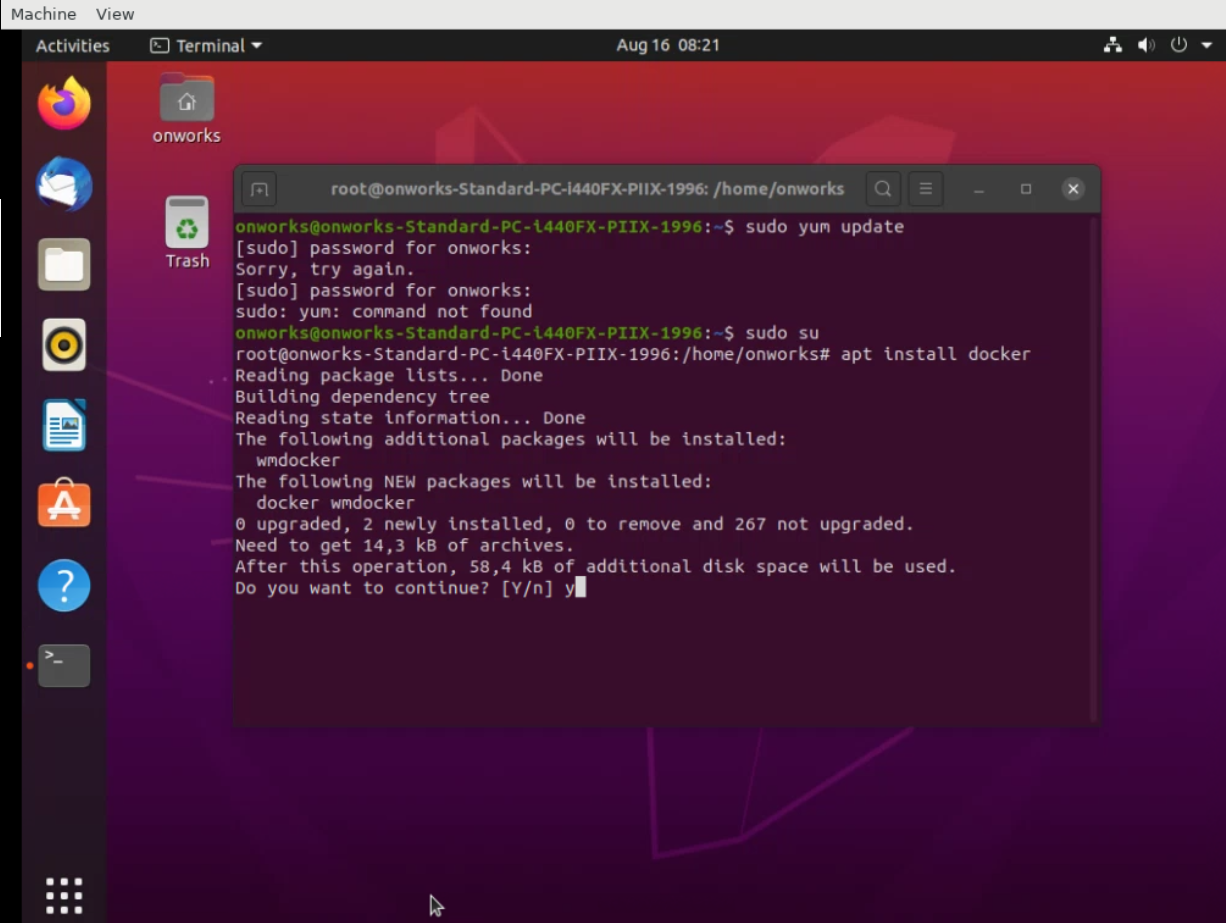 Machine View
Activities Terminal Aug 16 08:21
onworks
Trash
root@onworks-Standard-PC-i440FX-PIIX-1996: /home/onworks
onworks@onworks-Standard-PC-i440FX-PIIX-1996:~$ sudo yum update
[sudo] password for onworks:
Sorry, try again.
[sudo] password for onworks:
sudo: yum: command not found
onworks@onworks-Standard-PC-i440FX-PIIX-1996:~$ sudo su
root@onworks-Standard-PC-i440FX-PIIX-1996:/home/onworks# apt install docker
Reading package lists... Done
Building dependency tree
Reading state information... Done
The following additional packages will be installed:
  wmdocker
The following NEW packages will be installed:
  docker wmdocker
0 upgraded, 2 newly installed, 0 to remove and 267 not upgraded.
Need to get 14,3 kB of archives.
After this operation, 58,4 kB of additional disk space will be used.
Do you want to continue? [Y/n] y